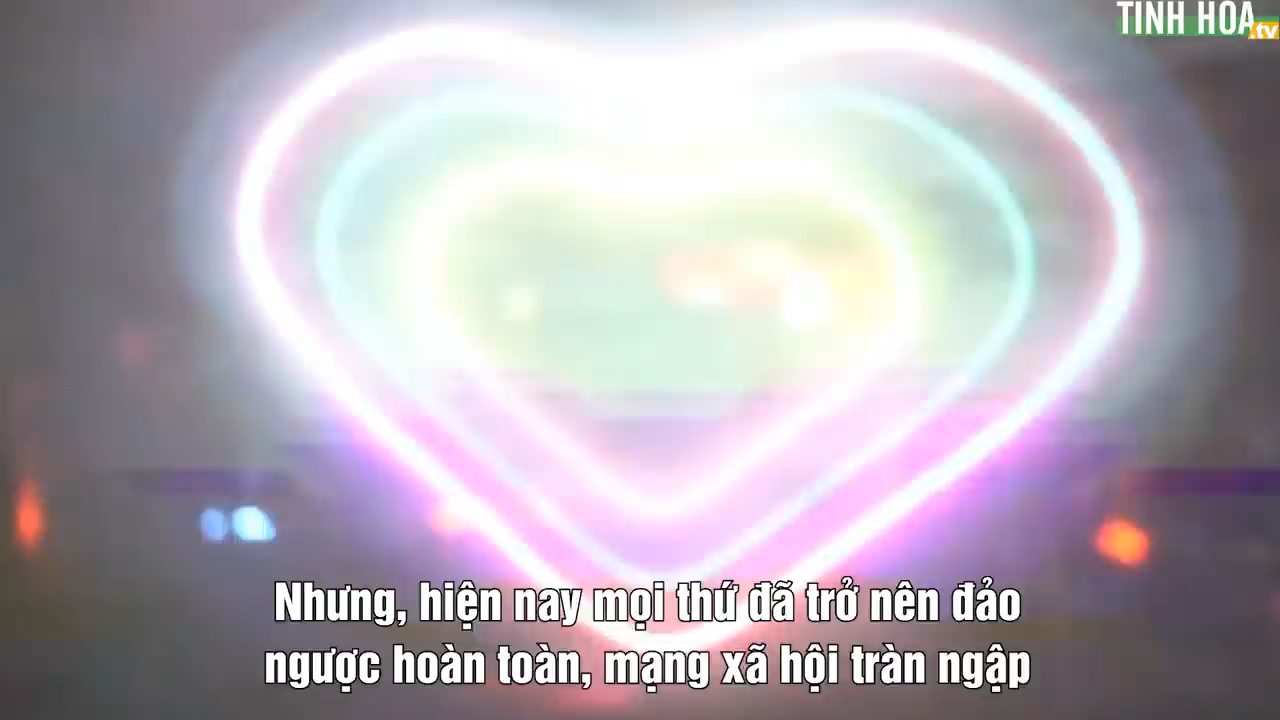 TINH HOA
.tv
Nhưng, hiện nay mọi thứ đã trở nên đảo
ngược hoàn toàn, mạng xã hội tràn ngập